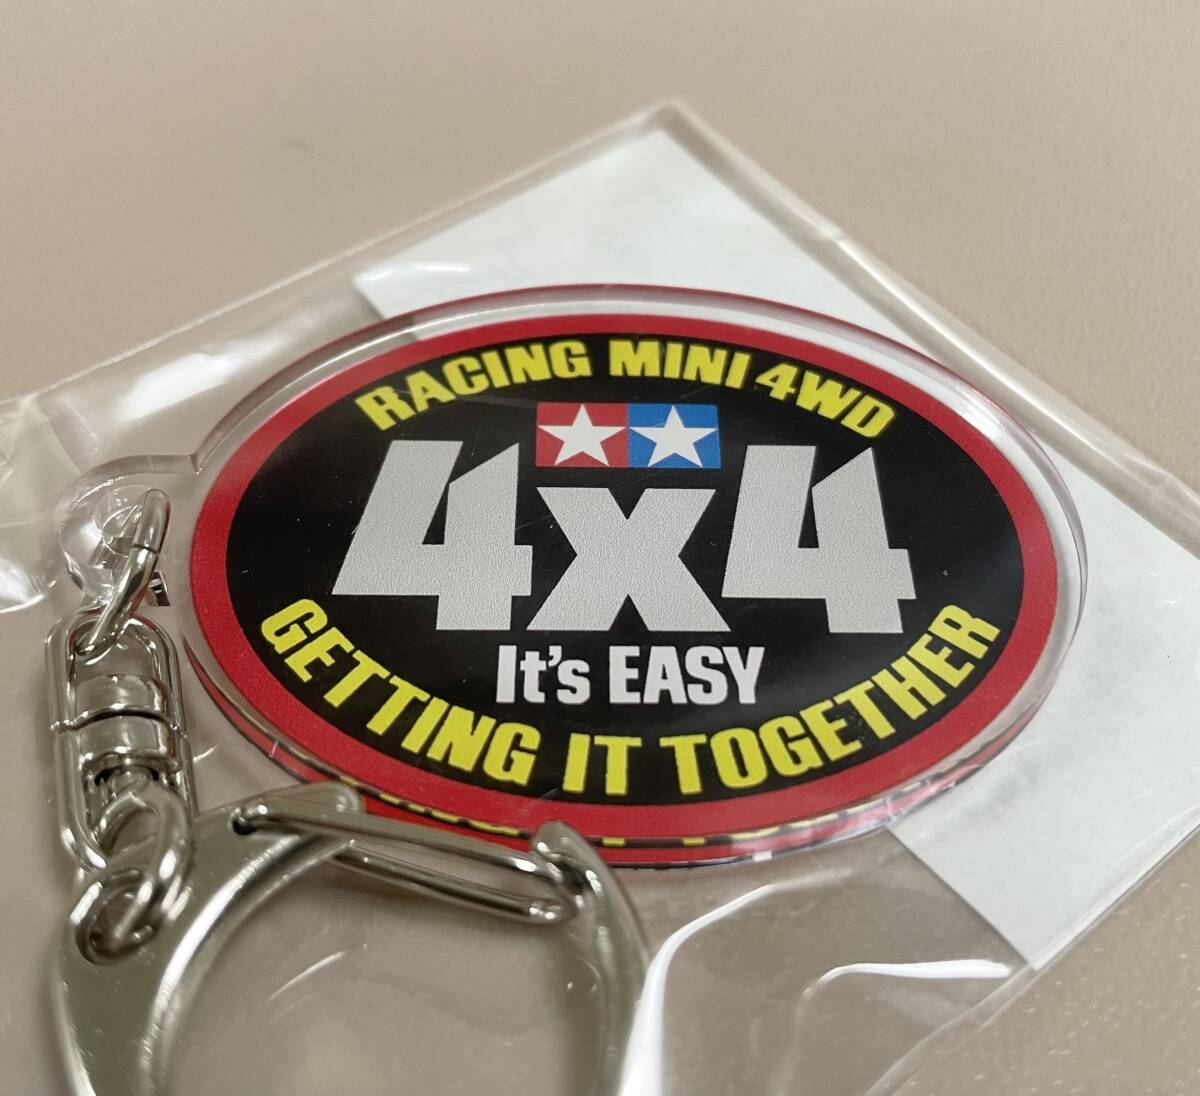 RACING MINI 4WD
4x4
It's EASY
GETTING IT TOGETHER